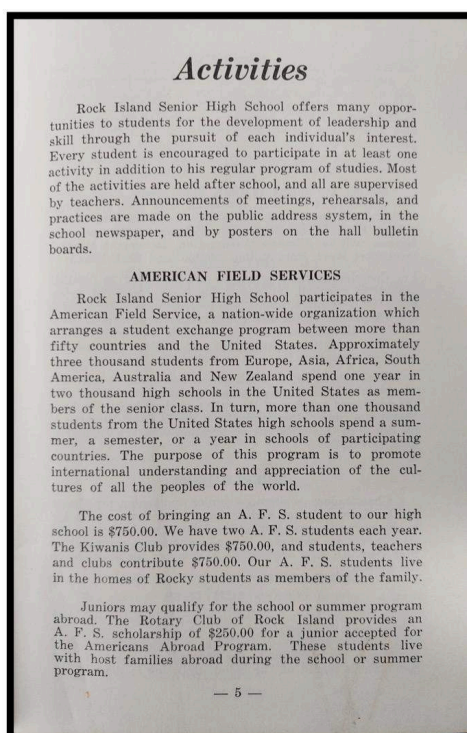 Activities
Rock Island Senior High School offers many oppor-
tunities to students for the development of leadership and
skill through the pursuit of each individual's interest.
Every student is encouraged to participate in at least one
activity in addition to his regular program of studies. Most
of the activities are held after school, and all are supervised
by teachers. Announcements of meetings, rehearsals, and
practices are made on the public address system, in the
school newspaper, and by posters on the hall bulletin
boards.
AMERICAN FIELD SERVICES
Rock Island Senior High School participates in the
American Field Service, a nation-wide organization which
arranges a student exchange program between more than
fifty countries and the United States. Approximately
three thousand students from Europe, Asia, Africa, South
America, Australia and New Zealand spend one year in
two thousand high schools in the United States as mem-
bers of the senior class. In turn, more than one thousand
students from the United States high schools spend a sum-
mer, a semester, or a year in schools of participating
countries. The purpose of this program is to promote
international understanding and appreciation of the cul-
tures of all the peoples of the world.
The cost of bringing an A. F. S. student to our high
school is $750.00. We have two A. F. S. students each year.
The Kiwanis Club provides $750.00, and students, teachers
and clubs contribute $750.00. Our A. F. S. students live
in the homes of Rocky students as members of the family.
Juniors may qualify for the school or summer program
abroad. The Rotary Club of Rock Island provides an
A. F. S. scholarship of $250.00 for a junior accepted for
the Americans Abroad Program. These students live
with host families abroad during the school or summer
program.
— 5 —